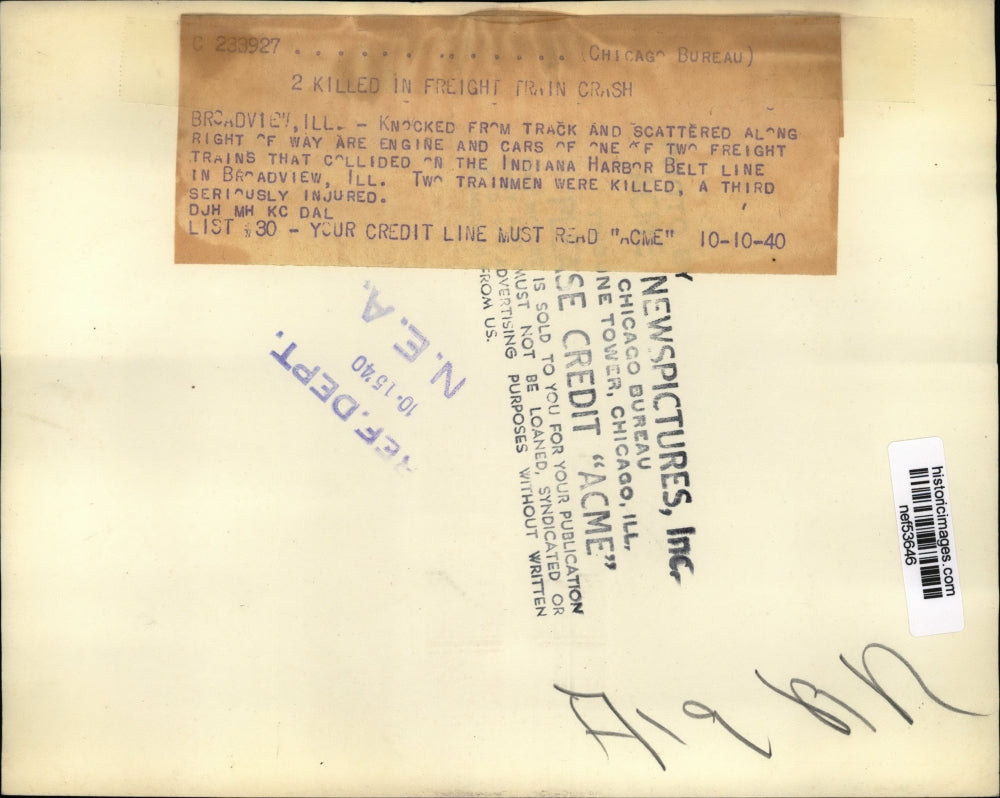 C 233927 . . . . . . . . . . . . . (CHICAGO BUREAU)
2 KILLED IN FREIGHT TRAIN CRASH
BROADVIEW, ILL. – KNOCKED FROM TRACK AND SCATTERED ALONG
RIGHT OF WAY ARE ENGINE AND CARS OF ONE OF TWO FREIGHT
TRAINS THAT COLLIDED ON THE INDIANA HARBOR BELT LINE
IN BROADVIEW, ILL. TWO TRAINMEN WERE KILLED, A THIRD
SERIOUSLY INJURED.
DJH MH KC DAL
LIST #30 – YOUR CREDIT LINE MUST READ "ACME" 10-10-40
Y
NEWSPICTURES, Inc.
CHICAGO BUREAU
TOWER, CHICAGO, ILL,
CREDIT "ACME"
IS SOLD TO YOU FOR YOUR PUBLICATION
MUST NOT BE LOANED, SYNDICATED OR
ADVERTISING PURPOSES WITHOUT WRITTEN
FROM US.
N.E.A.
10-15'40
REF. DEPT.
historicimages.com
nef53646